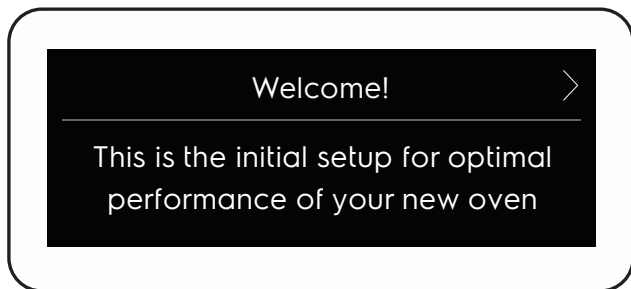 Welcome!
This is the initial setup for optimal
performance of your new oven